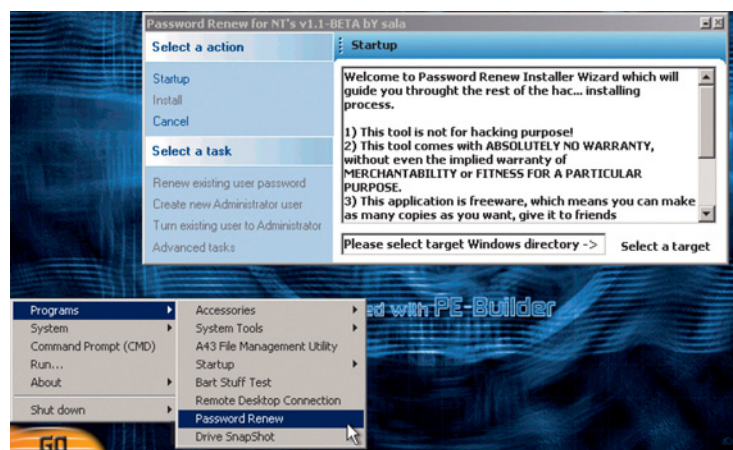 Password Renew for NT's v1.1-BETA bY sala
Select a action
Startup
Install
Cancel
Select a task
Renew existing user password
Create new Administrator user
Turn existing user to Administrator
Advanced tasks
Startup
Welcome to Password Renew Installer Wizard which will
guide you throught the rest of the hac... installing
process.
1) This tool is not for hacking purpose!
2) This tool comes with ABSOLUTELY NO WARRANTY,
without even the implied warranty of
MERCHANTABILITY or FITNESS FOR A PARTICULAR
PURPOSE.
3) This application is freeware, which means you can make
as many copies as you want, give it to friends
Please select target Windows directory ->
Select a target
ed with PE-Builder
Programs
System
Command Prompt (CMD)
Run...
About
Shut down
GO
Accessories
System Tools
A43 File Management Utility
Startup
Bart Stuff Test
Remote Desktop Connection
Password Renew
Drive SnapShot